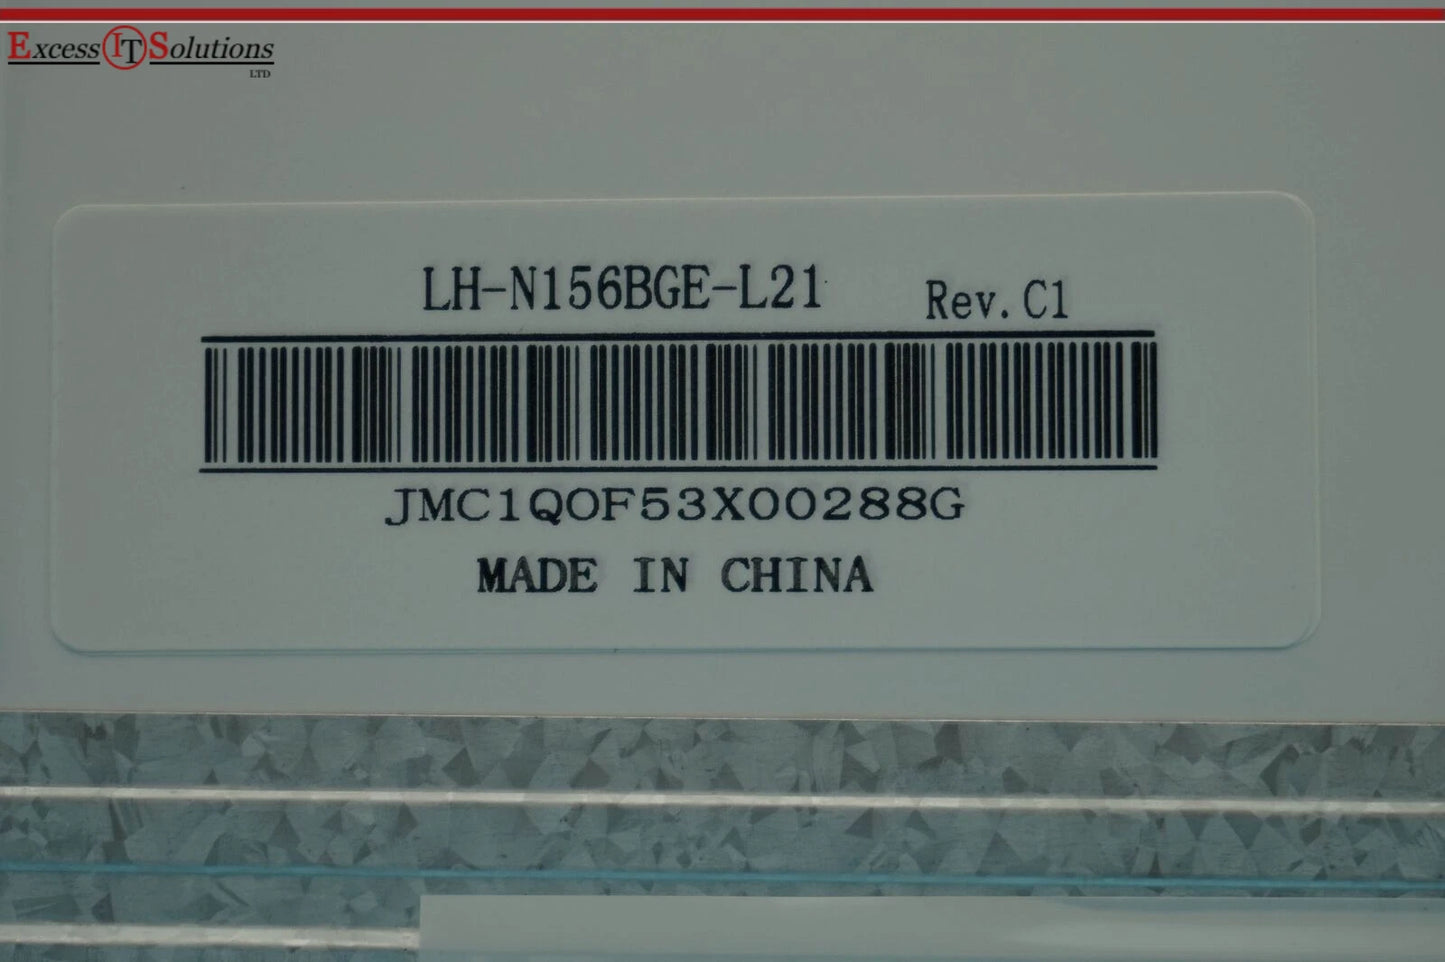 Excess IT Solutions
LTD
LH-N156BGE-L21 Rev. C1
JMC1QOF53X00288G
MADE IN CHINA